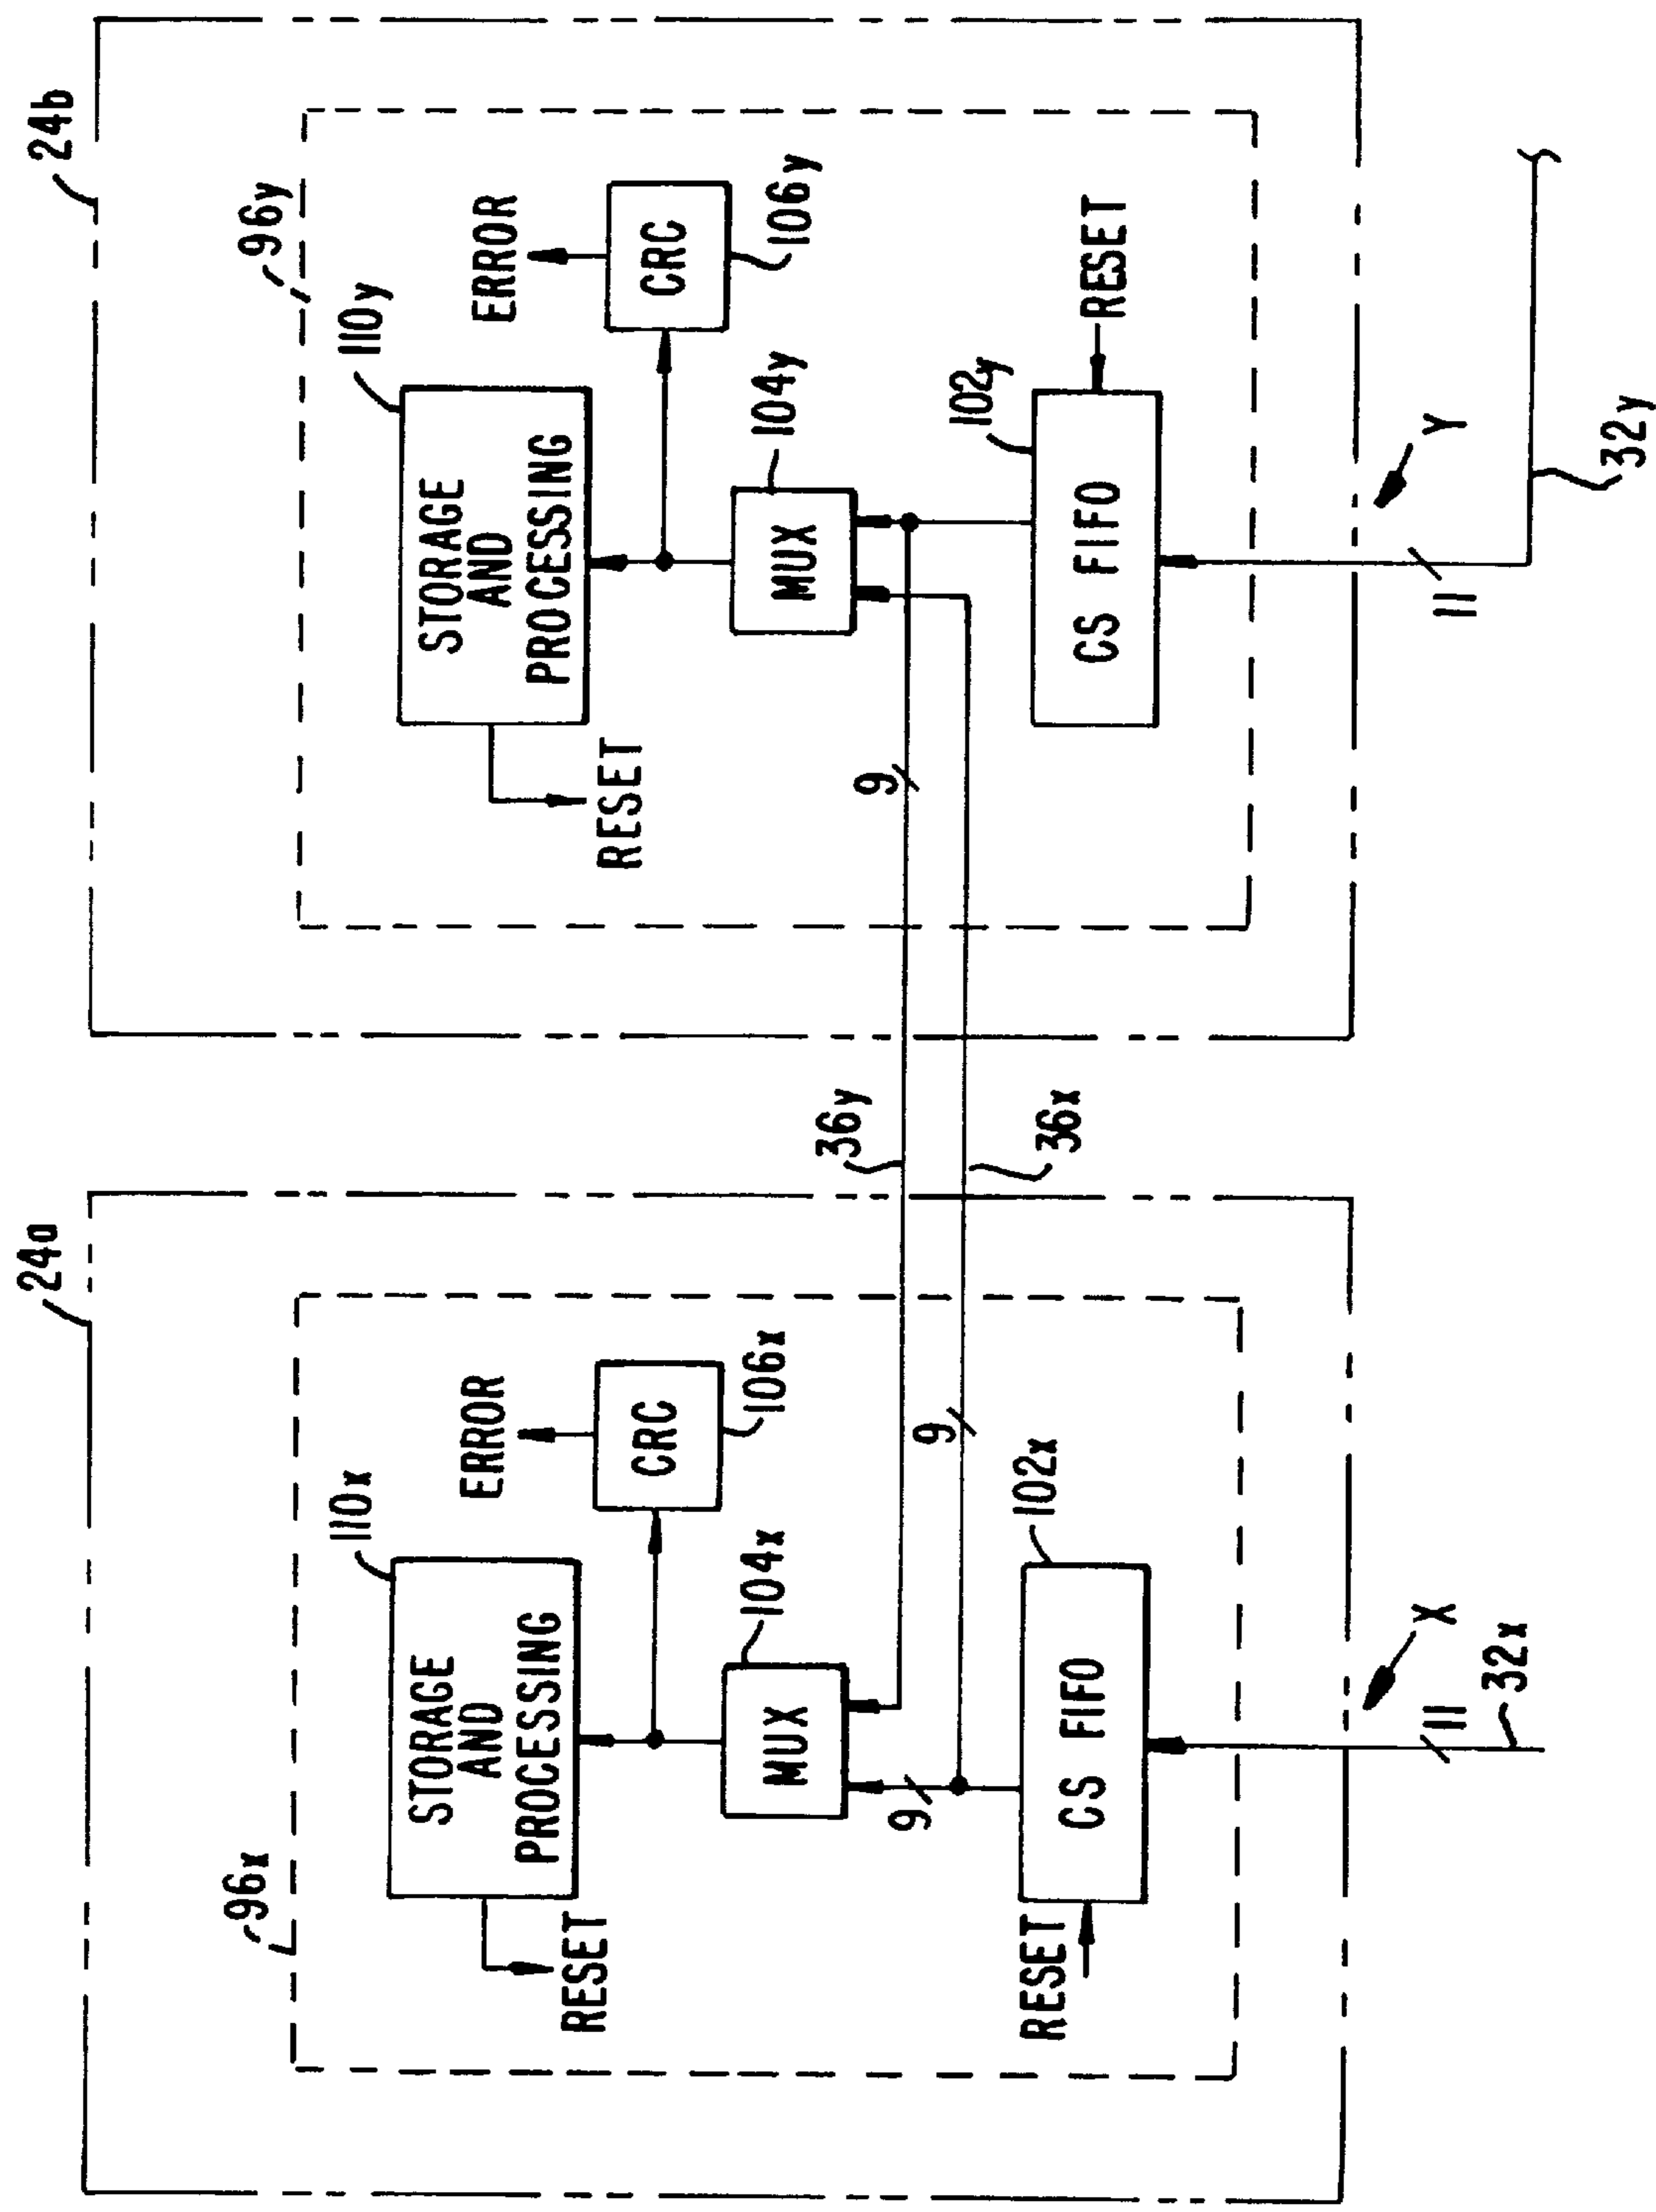 24a
96x
110x
STORAGE
AND
PROCESSING
RESET
ERROR
CRC
106x
104x
MUX
9
9
102x
CS FIFO
RESET
X
11
32x
36y
36x
24b
96y
110y
STORAGE
AND
PROCESSING
RESET
ERROR
CRC
106y
104y
MUX
9
102y
CS FIFO
RESET
Y
11
32y